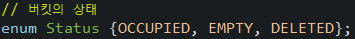 // 버킷의 상태
enum Status {OCCUPIED, EMPTY, DELETED};